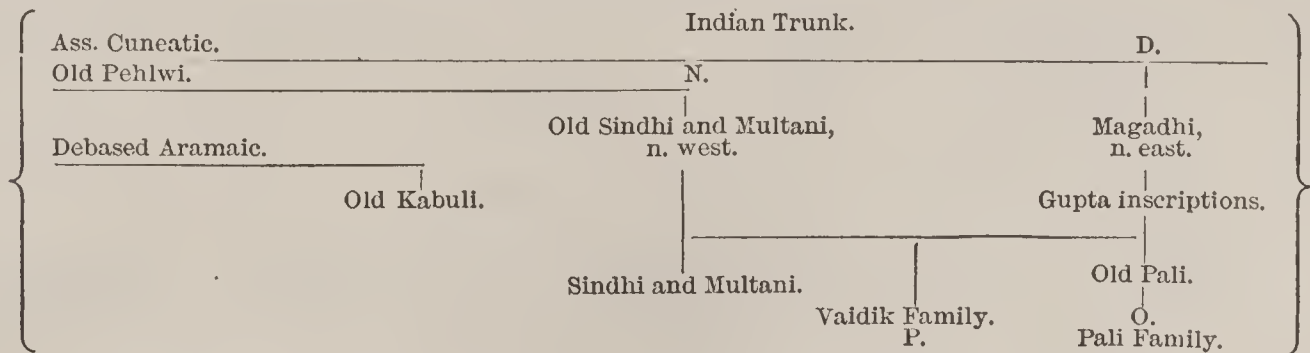 Indian Trunk.
Ass. Cuneatic.
D.
Old Pehlwi.
N.
Old Sindhi and Multani,
n. west.
Magadhi,
n. east.
Debased Aramaic.
Old Kabuli.
Gupta inscriptions.
Old Pali.
Sindhi and Multani.
Vaidik Family.
P.
O.
Pali Family.